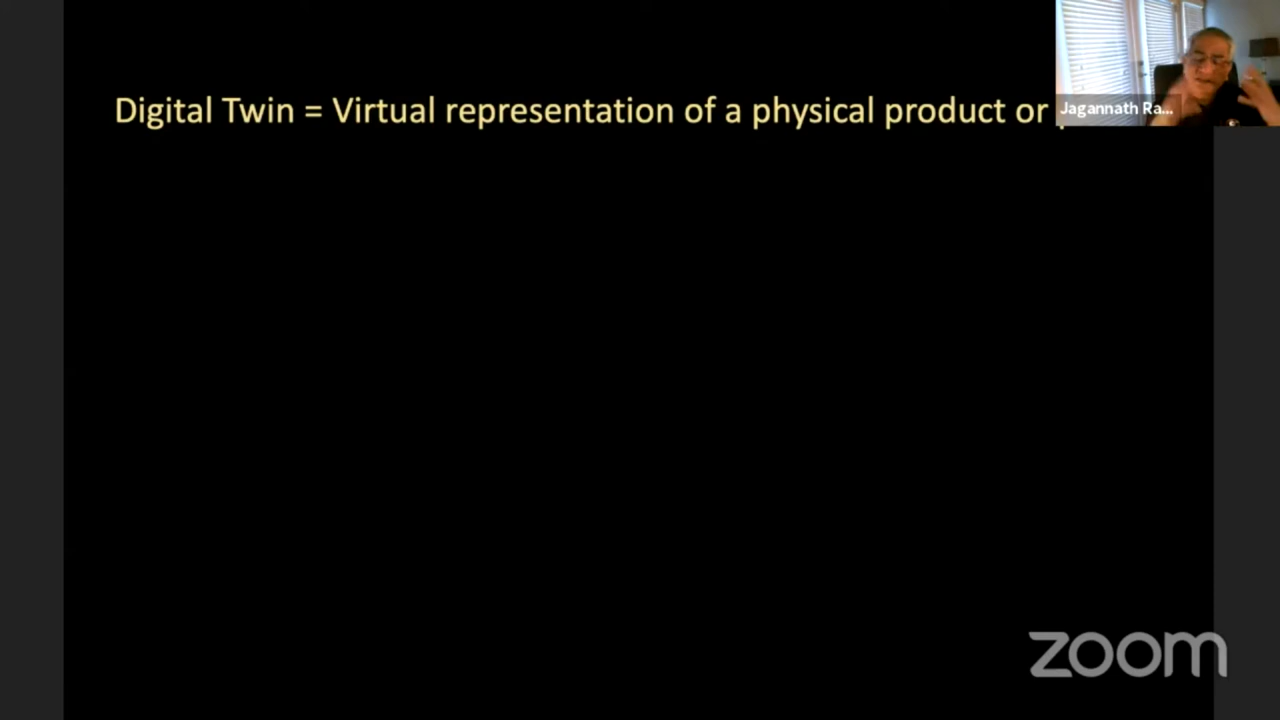 Digital Twin = Virtual representation of a physical product or
Jagannath Ra...
zoom